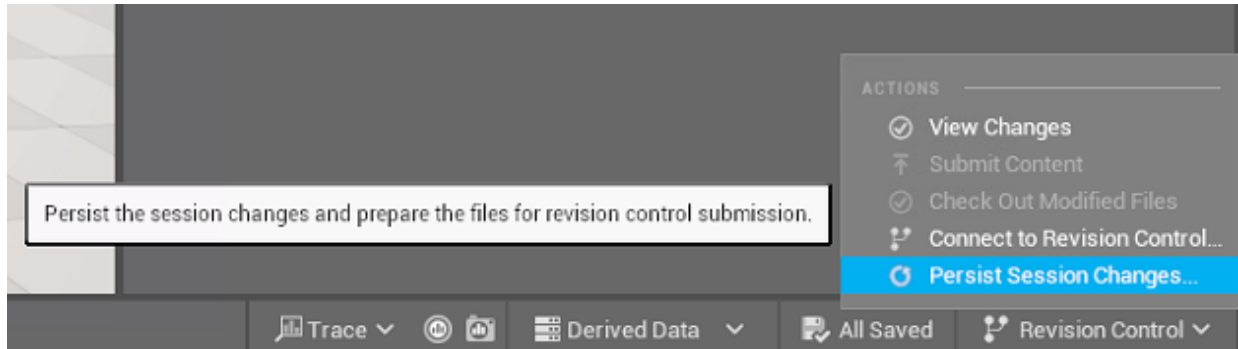 ACTIONS
View Changes
Submit Content
Check Out Modified Files
Connect to Revision Control...
Persist Session Changes...
Persist the session changes and prepare the files for revision control submission.
Trace
Derived Data
All Saved
Revision Control